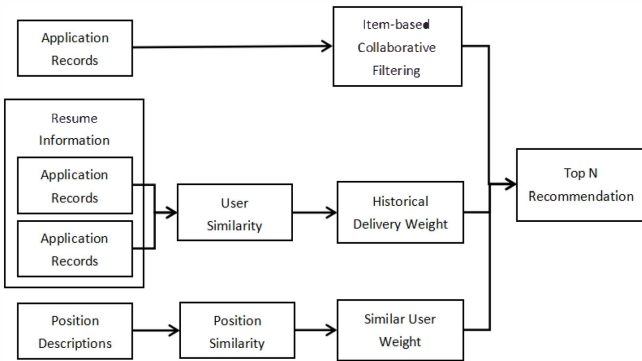 Application
Records
Item-based
Collaborative
Filtering
Resume
Information
Application
Records
Application
Records
User
Similarity
Historical
Delivery Weight
Top N
Recommendation
Position
Descriptions
Position
Similarity
Similar User
Weight